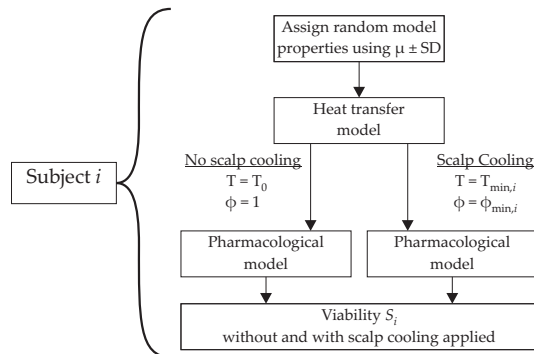 Assign random model
properties using μ ± SD
Heat transfer
model
No scalp cooling
T = T₀
ϕ = 1
Scalp Cooling
T = Tmin,i
ϕ = ϕmin,i
Subject i
Pharmacological
model
Pharmacological
model
Viability Sᵢ
without and with scalp cooling applied